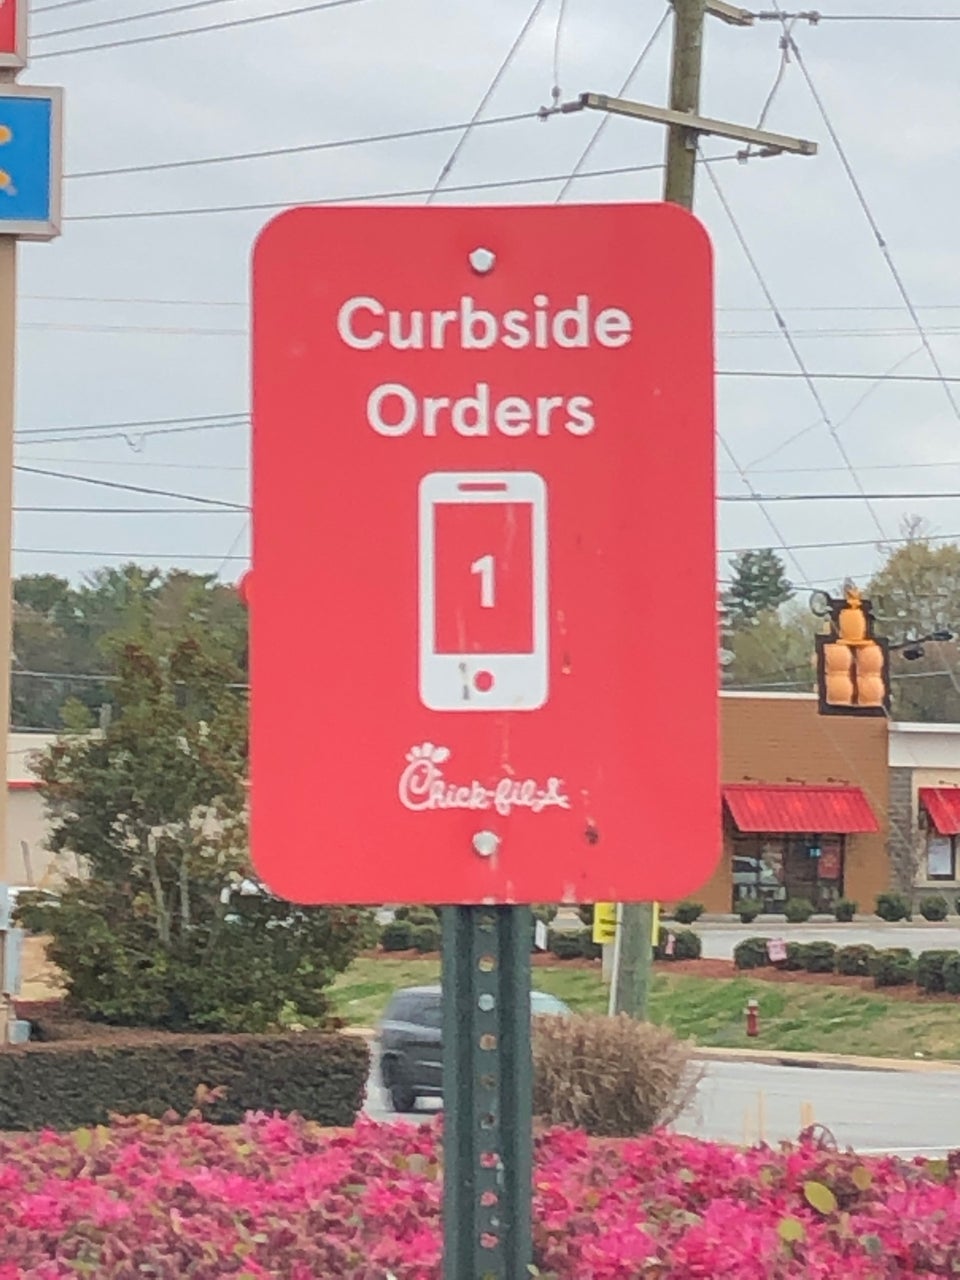 Curbside
Orders
1
Chick-fil-A